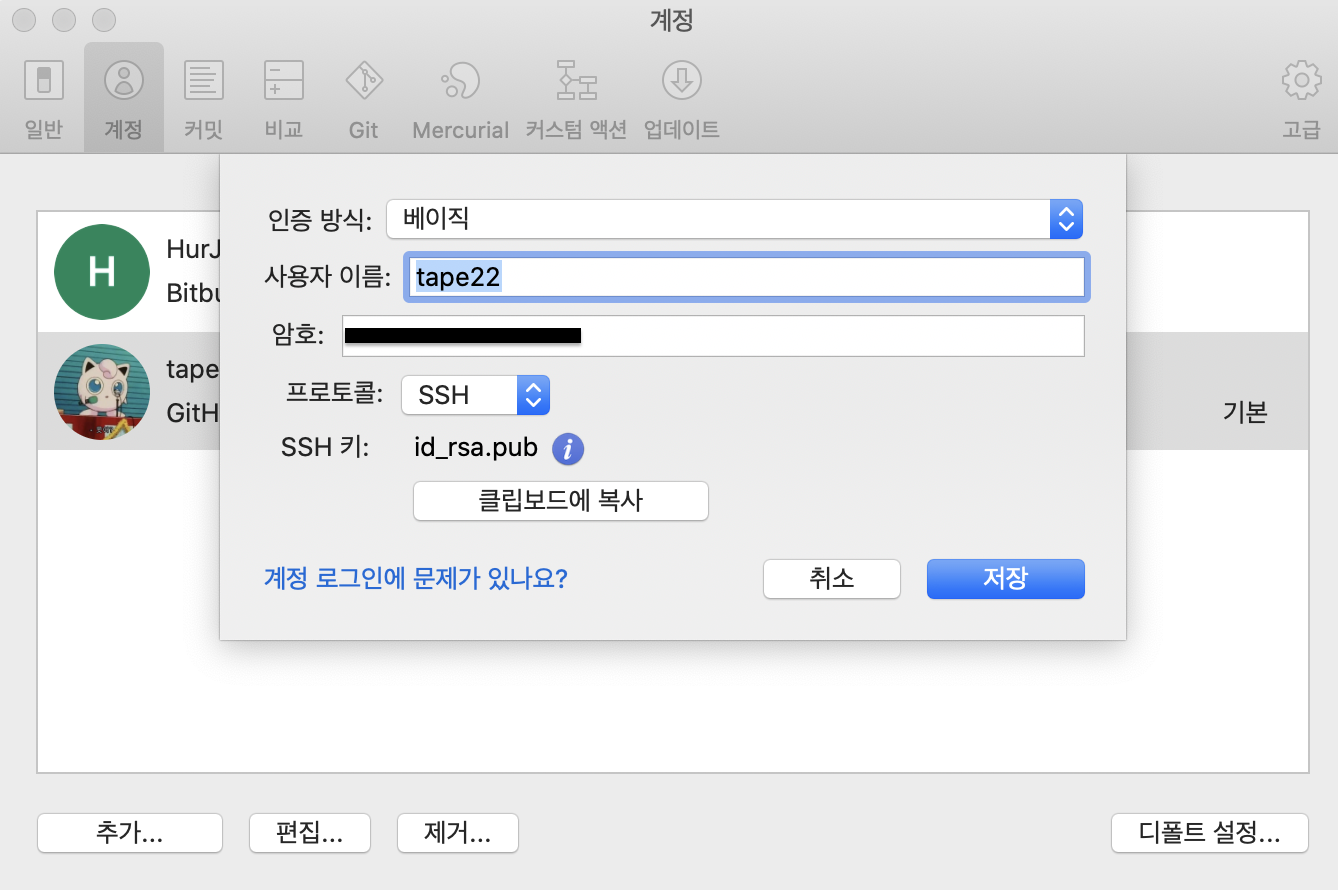 계정
일반 계정 커밋 비교 Git Mercurial 커스텀 액션 업데이트 고급
H
HurJ
Bitbu
tape
GitH
기본
인증 방식: 베이직
사용자 이름: tape22
암호:
프로토콜: SSH
SSH 키: id_rsa.pub i
클립보드에 복사
계정 로그인에 문제가 있나요? 취소 저장
추가... 편집... 제거... 디폴트 설정...